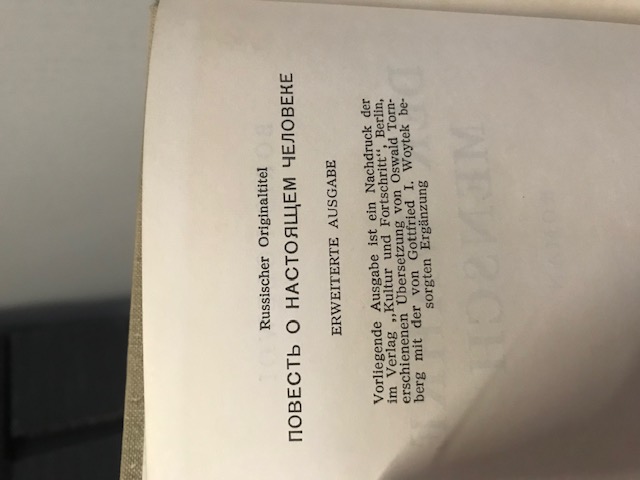 Russischer Originaltitel
ПОВЕСТЬ О НАСТОЯЩЕМ ЧЕЛОВЕКЕ
ERWEITERTE AUSGABE
Vorliegende Ausgabe ist ein Nachdruck der
im Verlag „Kultur und Fortschritt“, Berlin,
erschienenen Übersetzung von Oswald Torn-
berg mit der von Gottfried I. Woytek be-
sorgten Ergänzung